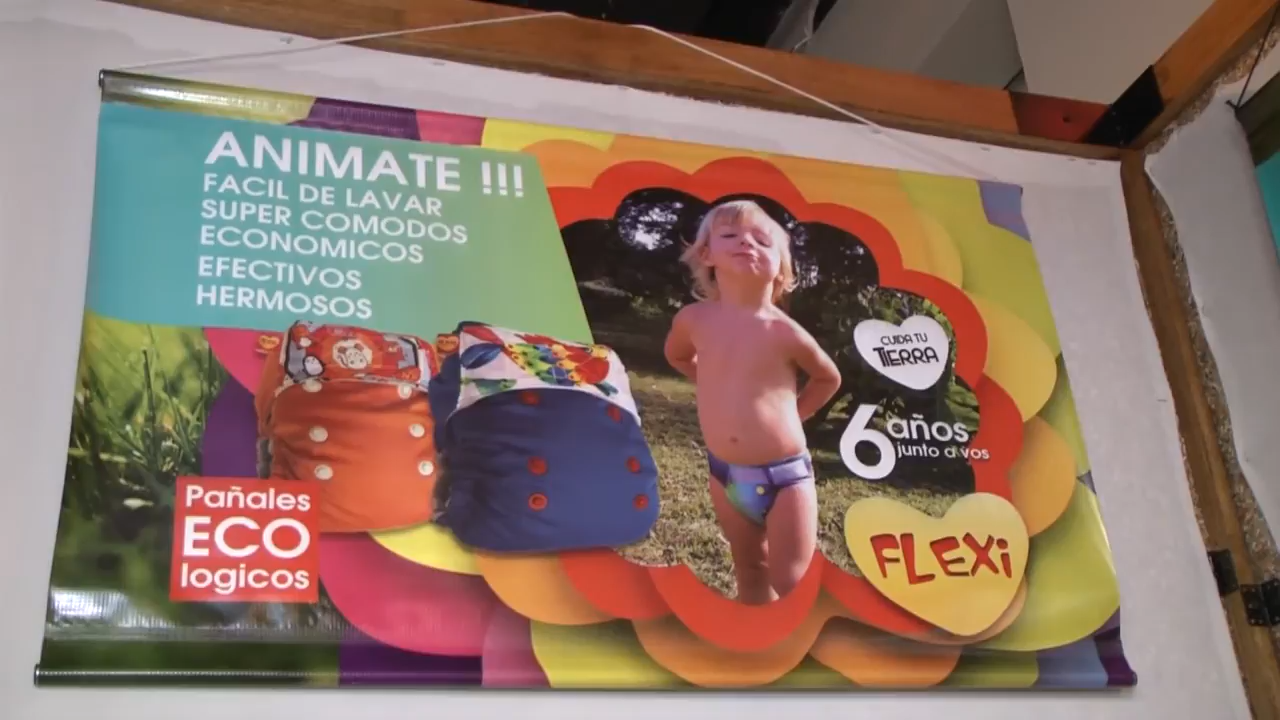 ANIMATE !!!
FACIL DE LAVAR
SUPER COMODOS
ECONOMICOS
EFECTIVOS
HERMOSOS
CUIDA TU
TIERRA
6 años
junto a vos
Pañales
ECO
logicos
FLEXi